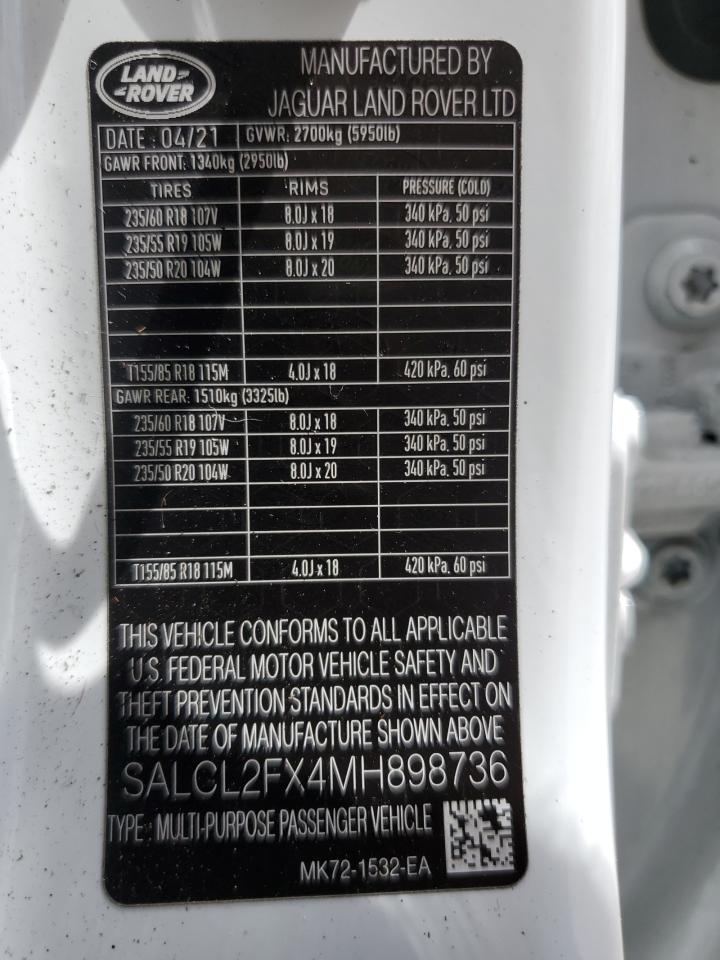 LAND ROVER
MANUFACTURED BY
JAGUAR LAND ROVER LTD
DATE : 04/21 GVWR: 2700kg (5950lb)
GAWR FRONT: 1340kg (2950lb)
TIRES RIMS PRESSURE (COLD)
235/60 R18 107V 8.0J x 18 340 kPa, 50 psi
235/55 R19 105W 8.0J x 19 340 kPa, 50 psi
235/50 R20 104W 8.0J x 20 340 kPa, 50 psi
T155/85 R18 115M 4.0J x 18 420 kPa, 60 psi
GAWR REAR: 1510kg (3325lb)
235/60 R18 107V 8.0J x 18 340 kPa, 50 psi
235/55 R19 105W 8.0J x 19 340 kPa, 50 psi
235/50 R20 104W 8.0J x 20 340 kPa, 50 psi
T155/85 R18 115M 4.0J x 18 420 kPa, 60 psi
THIS VEHICLE CONFORMS TO ALL APPLICABLE
U.S. FEDERAL MOTOR VEHICLE SAFETY AND
THEFT PREVENTION STANDARDS IN EFFECT ON
THE DATE OF MANUFACTURE SHOWN ABOVE
SALCL2FX4MH898736
TYPE : MULTI-PURPOSE PASSENGER VEHICLE
MK72-1532-EA